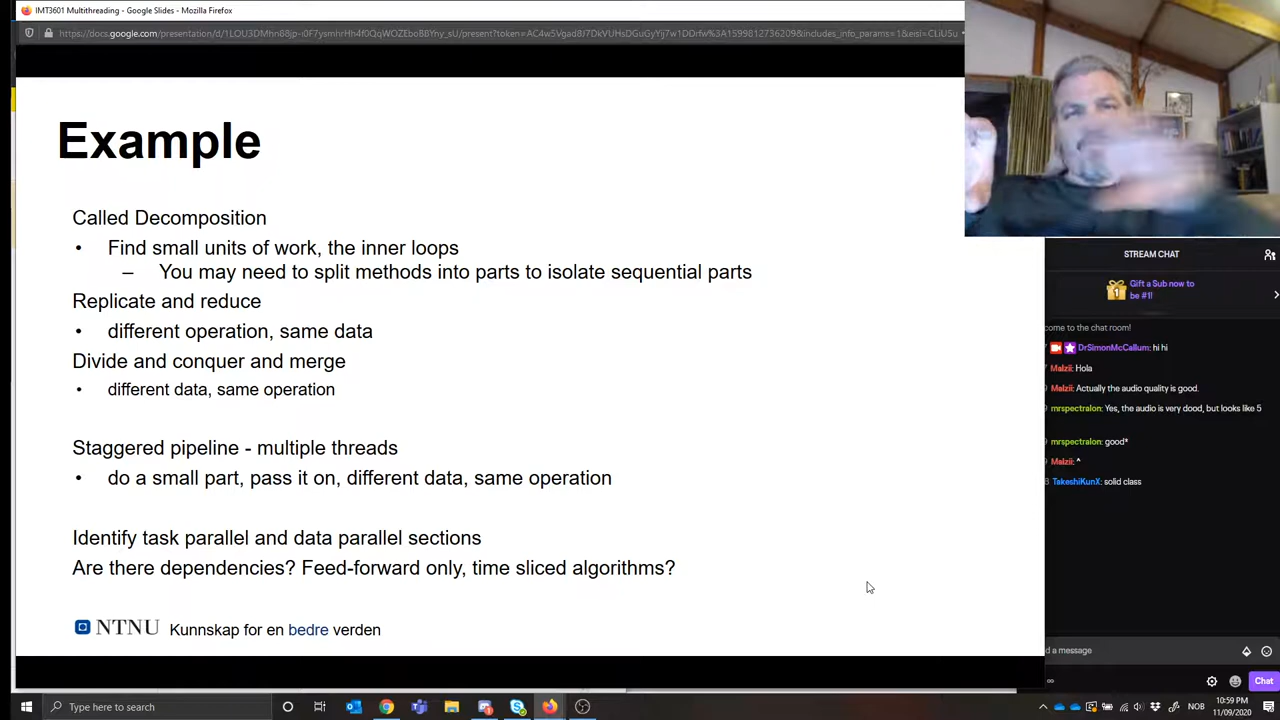 IMT3601 Multithreading - Google Slides - Mozilla Firefox
Example
Called Decomposition
• Find small units of work, the inner loops
– You may need to split methods into parts to isolate sequential parts
Replicate and reduce
• different operation, same data
Divide and conquer and merge
• different data, same operation
Staggered pipeline - multiple threads
• do a small part, pass it on, different data, same operation
Identify task parallel and data parallel sections
Are there dependencies? Feed-forward only, time sliced algorithms?
NTNU Kunnskap for en bedre verden
STREAM CHAT
Gift a Sub now to
be #1!
come to the chat room!
DrSimonMcCallum: hi hi
Malzii: Hola
Malzii: Actually the audio quality is good.
mrspectralon: Yes, the audio is very dood, but looks like 5
mrspectralon: good*
Malzii: ^
TakeshiKunX: solid class
d a message
Chat
Type here to search
NOB
10:59 PM
11/09/2020